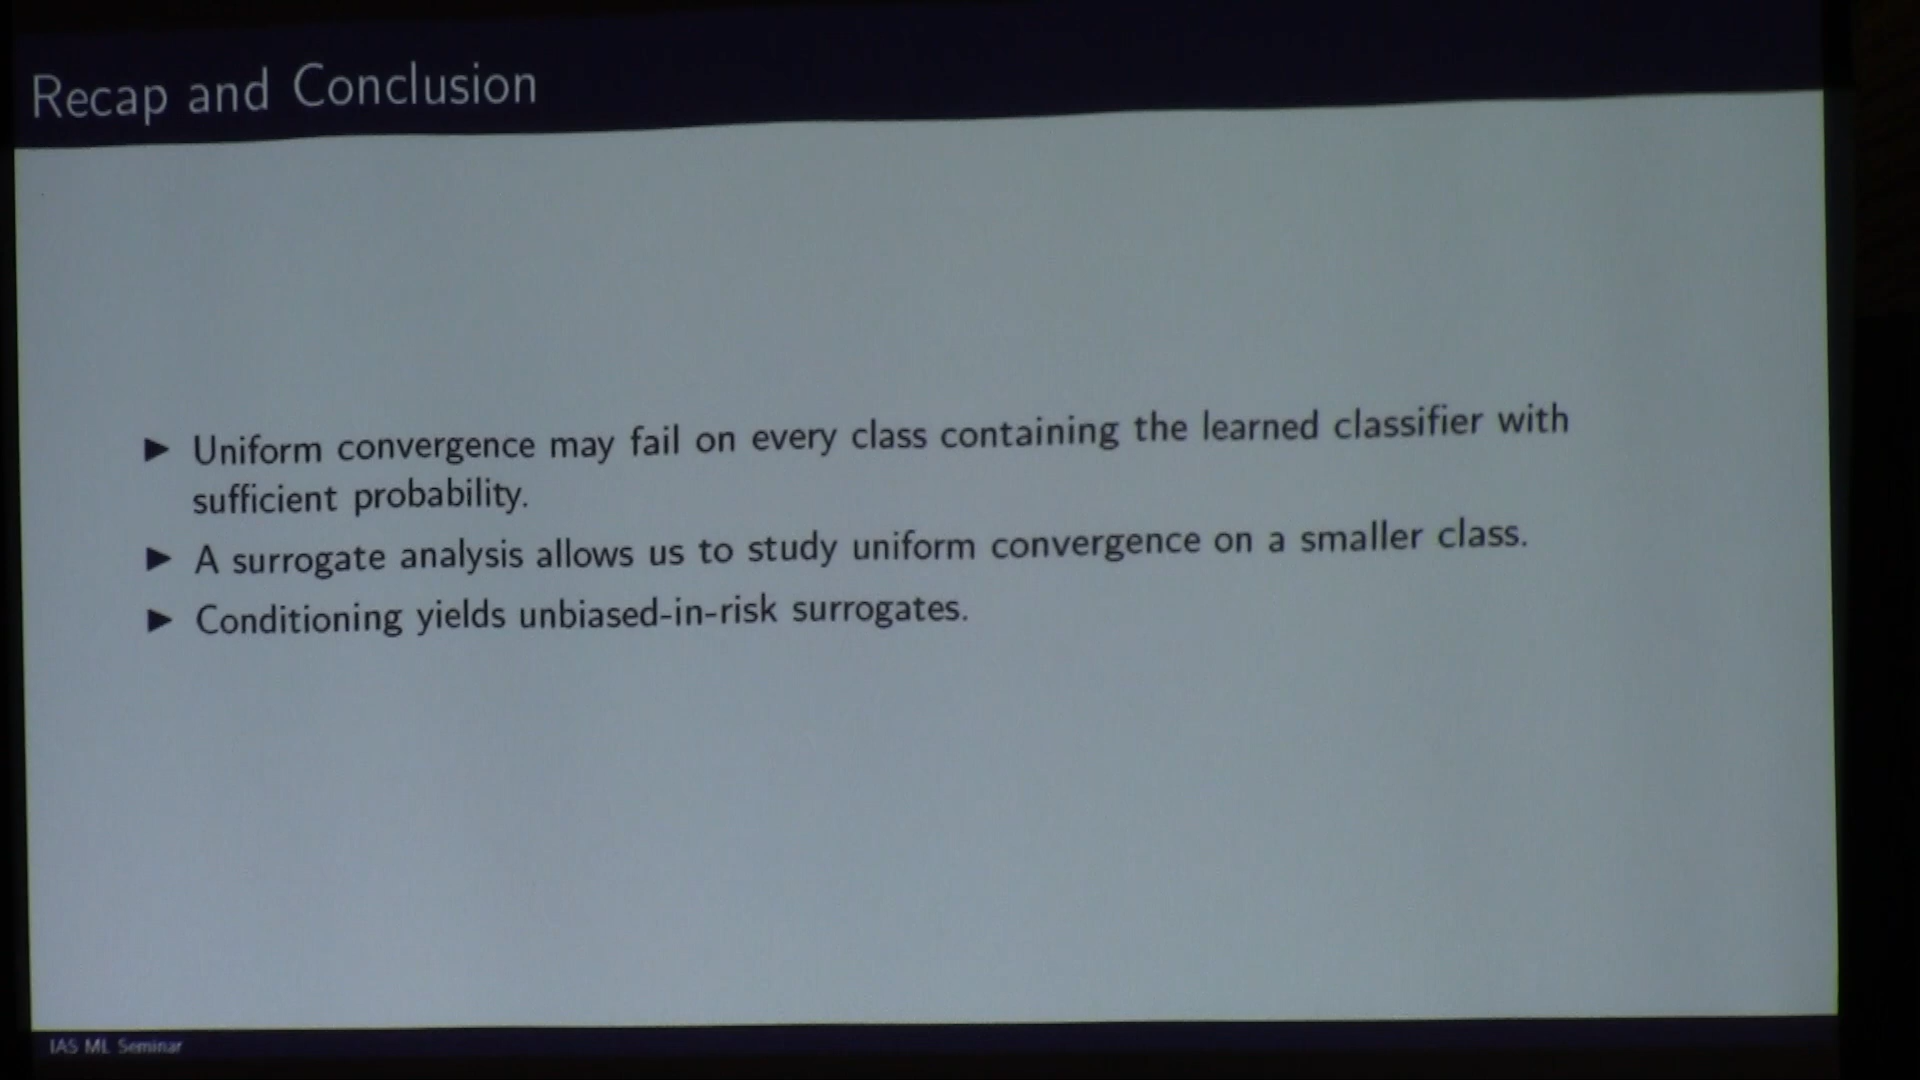 Recap and Conclusion
▶ Uniform convergence may fail on every class containing the learned classifier with
sufficient probability.
▶ A surrogate analysis allows us to study uniform convergence on a smaller class.
▶ Conditioning yields unbiased-in-risk surrogates.
IAS ML Seminar